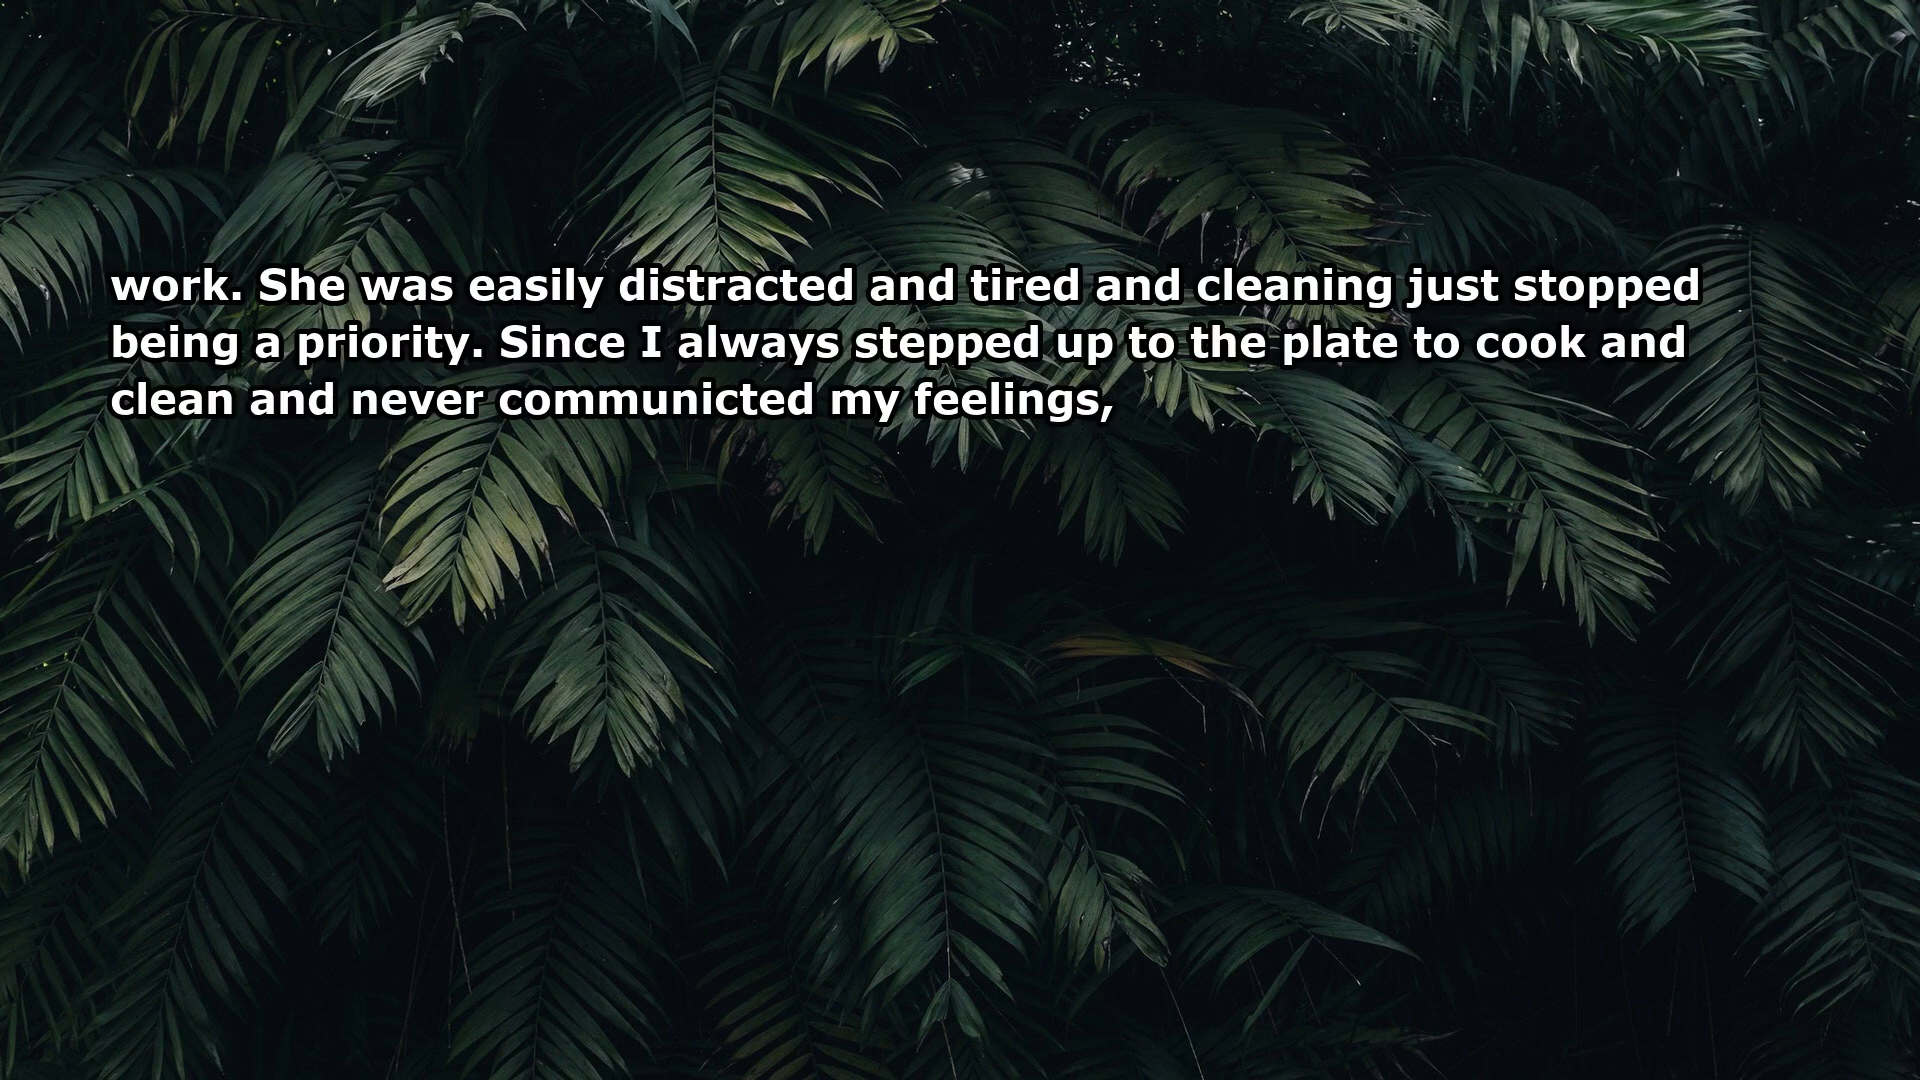 work. She was easily distracted and tired and cleaning just stopped
being a priority. Since I always stepped up to the plate to cook and
clean and never communicted my feelings,